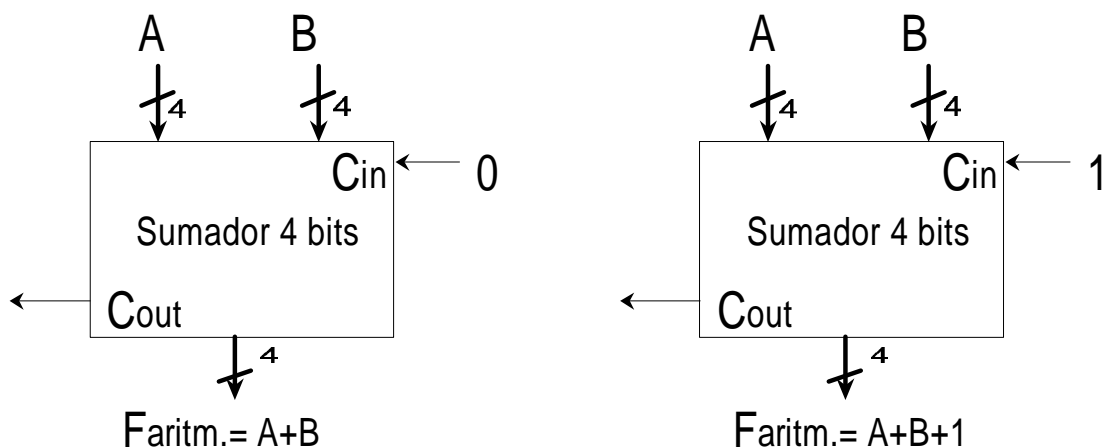 A B A B
4 4 4 4
Cin 0 Cin 1
Sumador 4 bits Sumador 4 bits
Cout Cout
4 4
Faritm.= A+B Faritm.= A+B+1